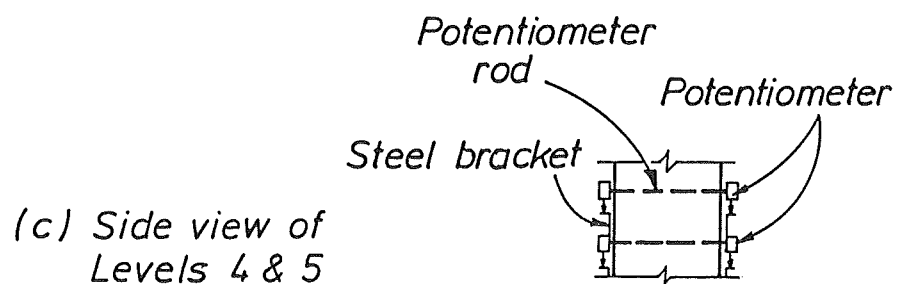 Potentiometer
rod
Potentiometer
Steel bracket
(c) Side view of
Levels 4 & 5